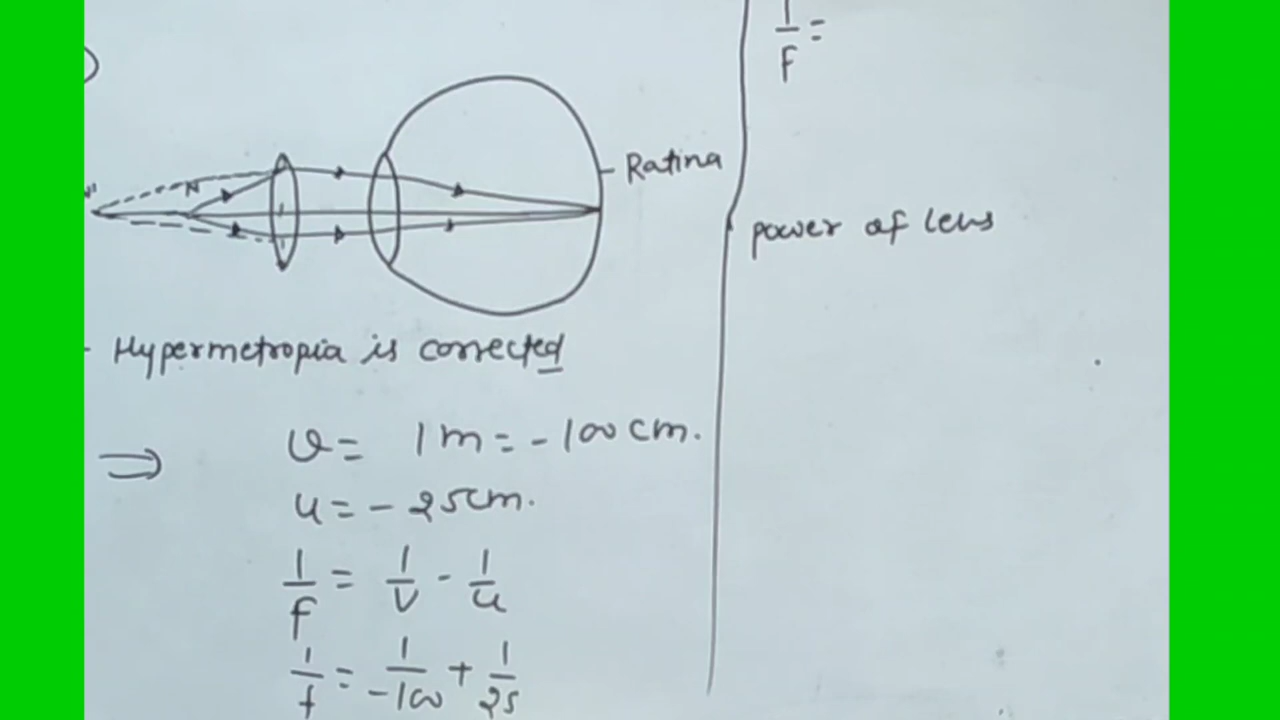 N'
N
Ratina
Hypermetropia is corrected
⇒ v = 1m = -100 cm.
u = - 25cm.
1/f = 1/v - 1/u
1/f = 1/-100 + 1/25
1/f =
power of lens